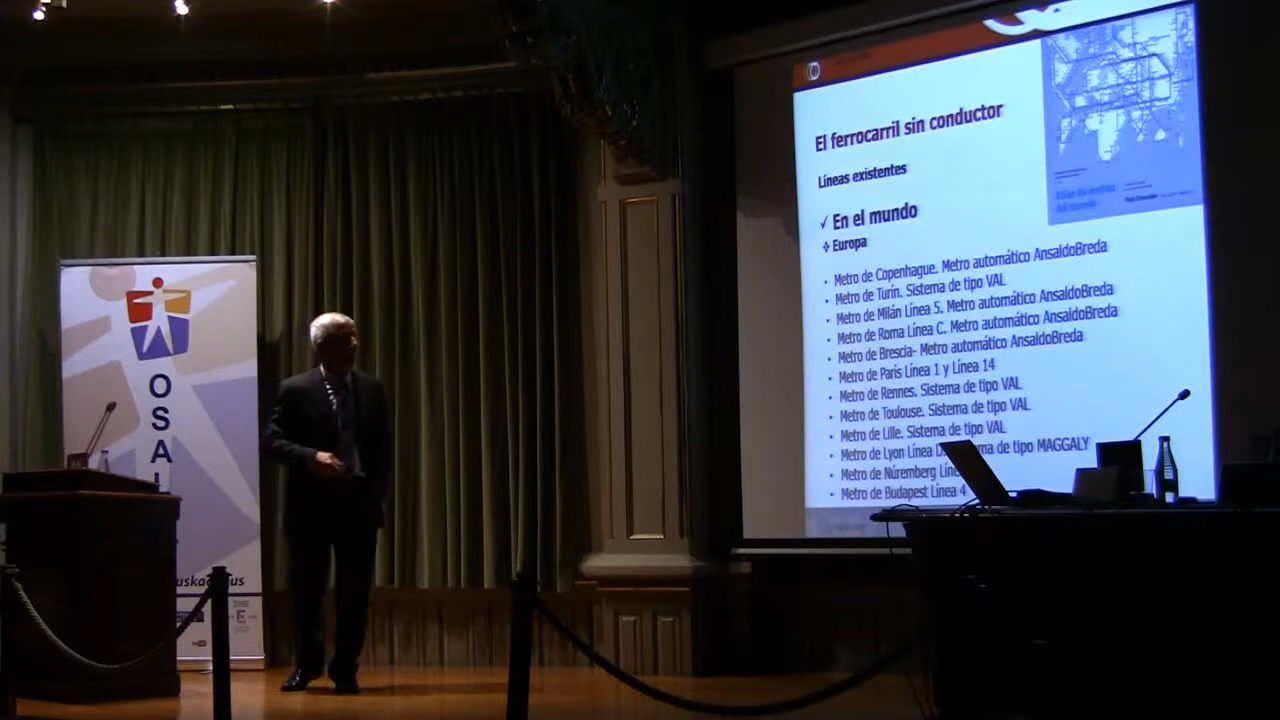 El ferrocarril sin conductor
Líneas existentes
✓ En el mundo
Europa
• Metro de Copenhague. Metro automático AnsaldoBreda
• Metro de Turín. Sistema de tipo VAL
• Metro de Milán Línea 5. Metro automático AnsaldoBreda
• Metro de Roma Línea C. Metro automático AnsaldoBreda
• Metro de Brescia- Metro automático AnsaldoBreda
• Metro de París Línea 1 y Línea 14
• Metro de Rennes. Sistema de tipo VAL
• Metro de Toulouse. Sistema de tipo VAL
• Metro de Lille. Sistema de tipo VAL
• Metro de Lyon Línea de tipo MAGGALY
• Metro de Núremberg
• Metro de Budapest Línea 4
OSA